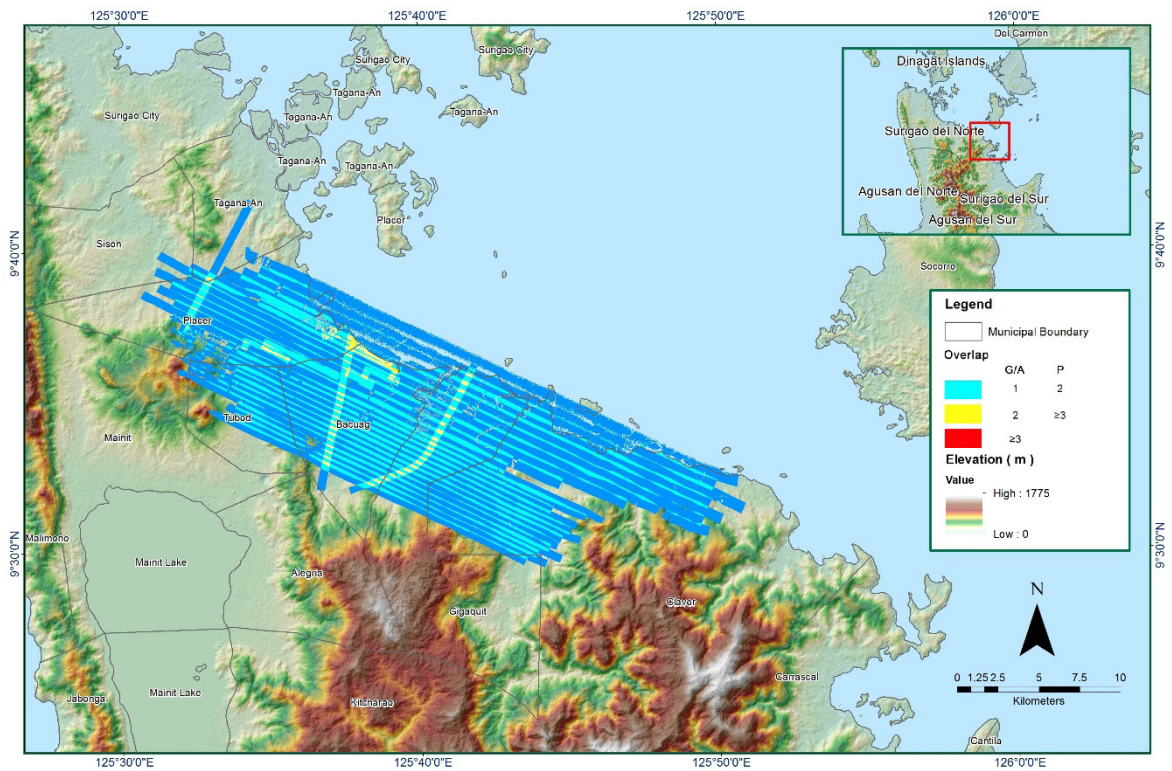 125°30'0"E
125°40'0"E
125°50'0"E
126°0'0"E
Surigao City
Surigao City
Surigao City
Del Carmen
Tagana-An
Tagana-An
Tagana-An
Tagana-An
Tagana-An
Tagana-An
Placer
Sison
Placer
Tubod
Bacuag
Mainit
Malimono
Mainit Lake
Alegria
Gigaquit
Claver
Carrascal
Jabonga
Mainit Lake
Kitcharao
Cantila
Socorro
Dinagat Islands
Surigao del Norte
Agusan del Norte
Surigao del Sur
Agusan del Sur
9°40'0"N
9°40'0"N
9°30'0"N
9°30'0"N
Legend
Municipal Boundary
Overlap
G/A P
1 2
2 ≥3
≥3
Elevation ( m )
Value
High : 1775
Low : 0
N
0 1.25 2.5 5 7.5 10
Kilometers
125°30'0"E
125°40'0"E
125°50'0"E
126°0'0"E